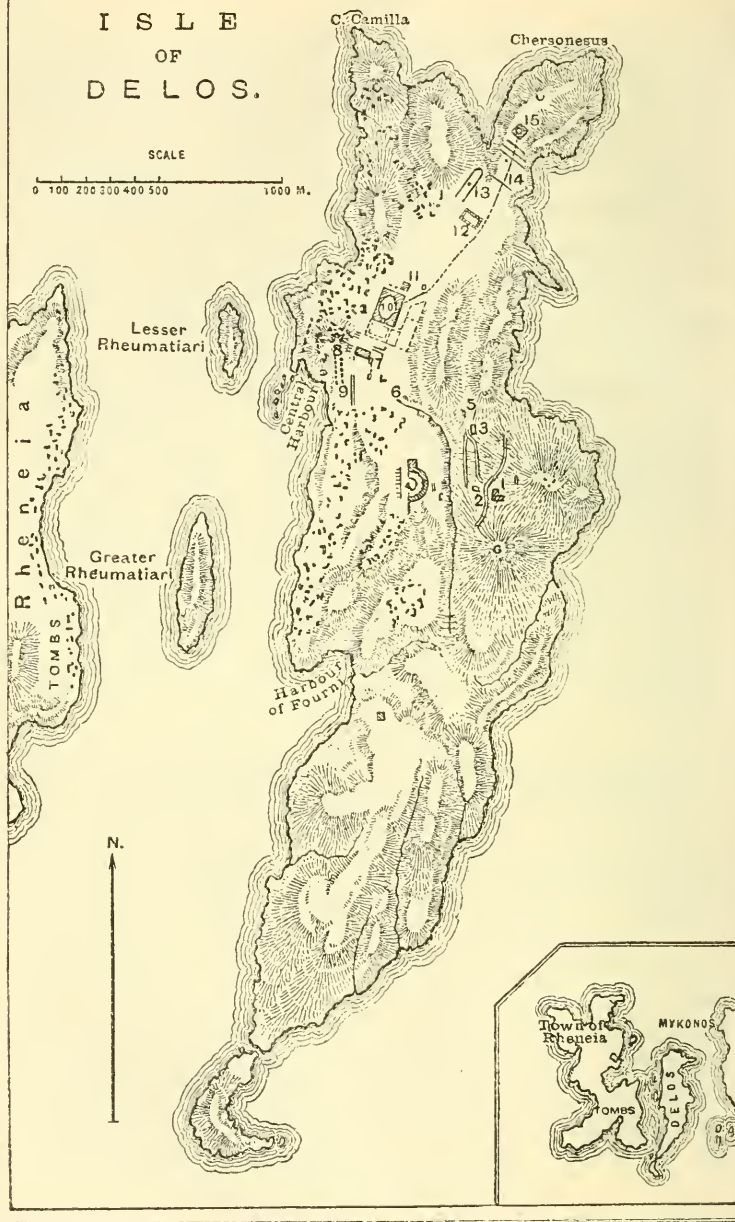 ISLE
OF
DELOS.
SCALE
0 100 200 300 400 500 1000 M.
C. Camilla
Chersonesus
15
14
13
12
11
10
Lesser
Rheumatiari
8
7
9
6
Central
Harbour
5
3
2
1
Rheneia
Greater
Rheumatiari
G
TOMBS
Harbour
of Fourni
N.
Town of
Rheneia
MYKONOS
TOMBS
DELOS